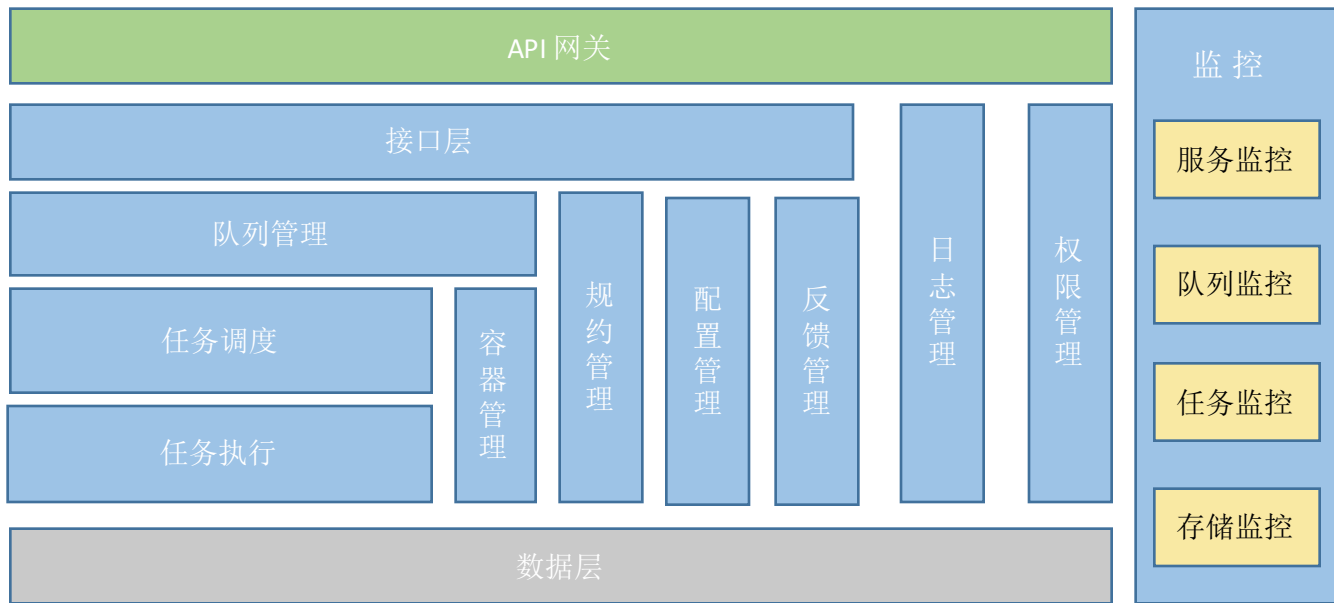 API 网关
接口层
队列管理
任务调度
任务执行
容器管理
规约管理
配置管理
反馈管理
日志管理
权限管理
数据层
监 控
服务监控
队列监控
任务监控
存储监控